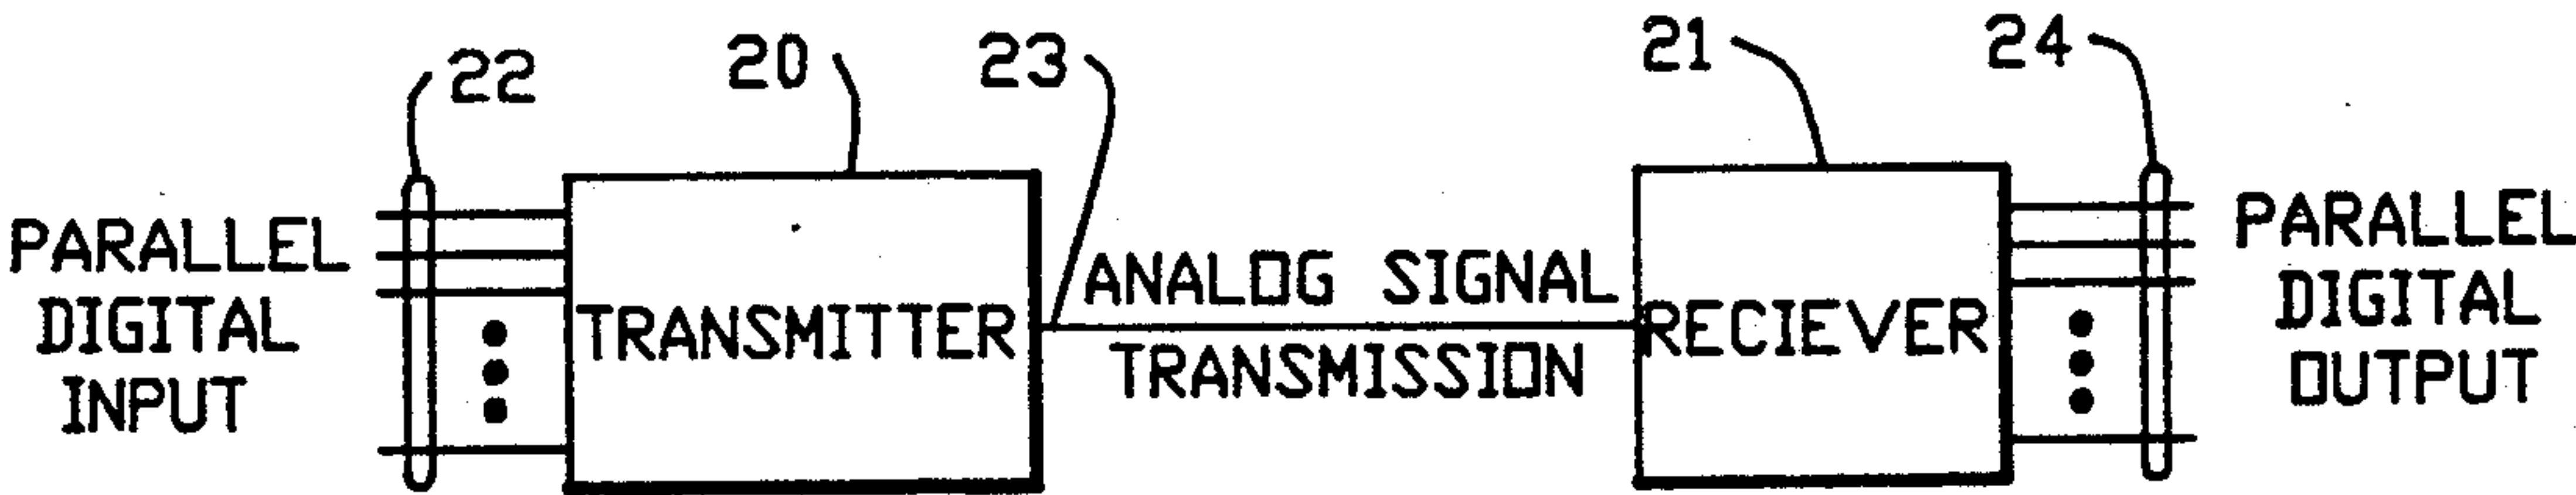 22
20
23
21
24
PARALLEL
DIGITAL
INPUT
TRANSMITTER
ANALOG SIGNAL
TRANSMISSION
RECIEVER
PARALLEL
DIGITAL
OUTPUT